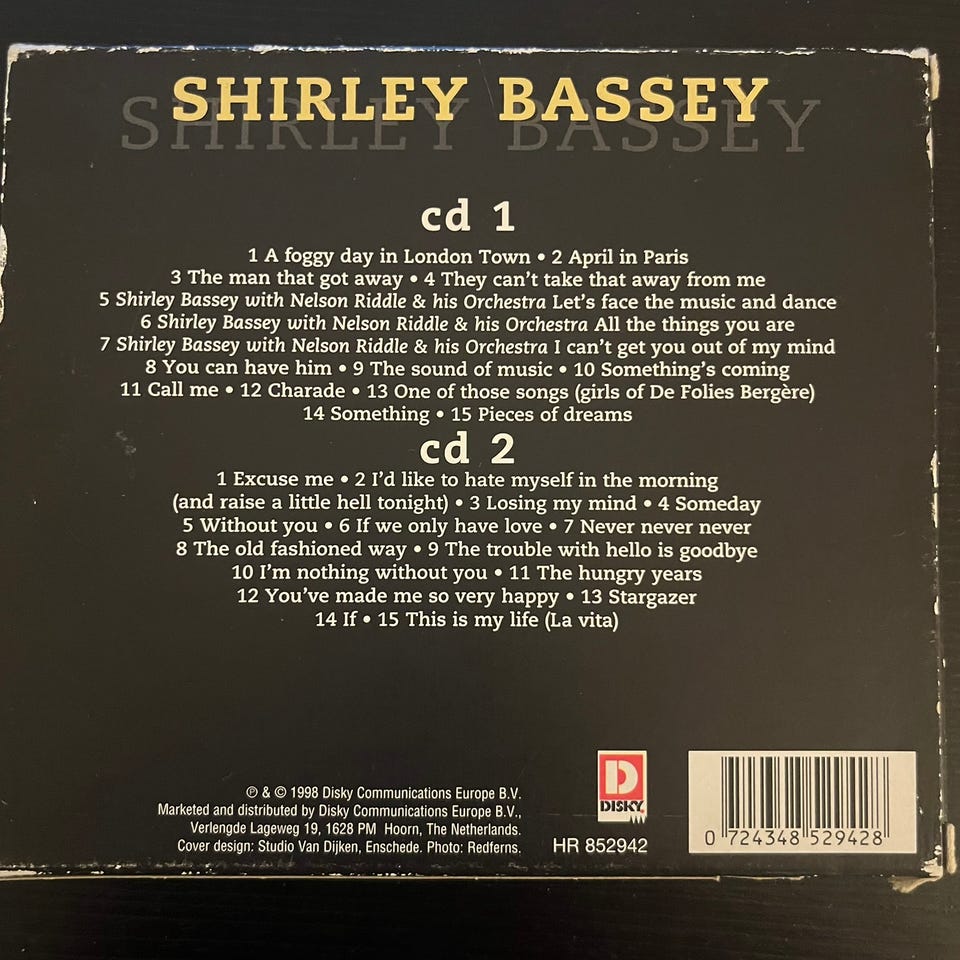 SHIRLEY BASSEY
SHIRLEY BASSEY
cd 1
1 A foggy day in London Town • 2 April in Paris
3 The man that got away • 4 They can't take that away from me
5 Shirley Bassey with Nelson Riddle & his Orchestra Let's face the music and dance
6 Shirley Bassey with Nelson Riddle & his Orchestra All the things you are
7 Shirley Bassey with Nelson Riddle & his Orchestra I can't get you out of my mind
8 You can have him • 9 The sound of music • 10 Something's coming
11 Call me • 12 Charade • 13 One of those songs (girls of De Folies Bergère)
14 Something • 15 Pieces of dreams
cd 2
1 Excuse me • 2 I'd like to hate myself in the morning
(and raise a little hell tonight) • 3 Losing my mind • 4 Someday
5 Without you • 6 If we only have love • 7 Never never never
8 The old fashioned way • 9 The trouble with hello is goodbye
10 I'm nothing without you • 11 The hungry years
12 You've made me so very happy • 13 Stargazer
14 If • 15 This is my life (La vita)
℗ & © 1998 Disky Communications Europe B.V.
Marketed and distributed by Disky Communications Europe B.V.,
Verlengde Lageweg 19, 1628 PM Hoorn, The Netherlands.
Cover design: Studio Van Dijken, Enschede. Photo: Redferns.
D
DISKY
HR 852942
0 724348 529428